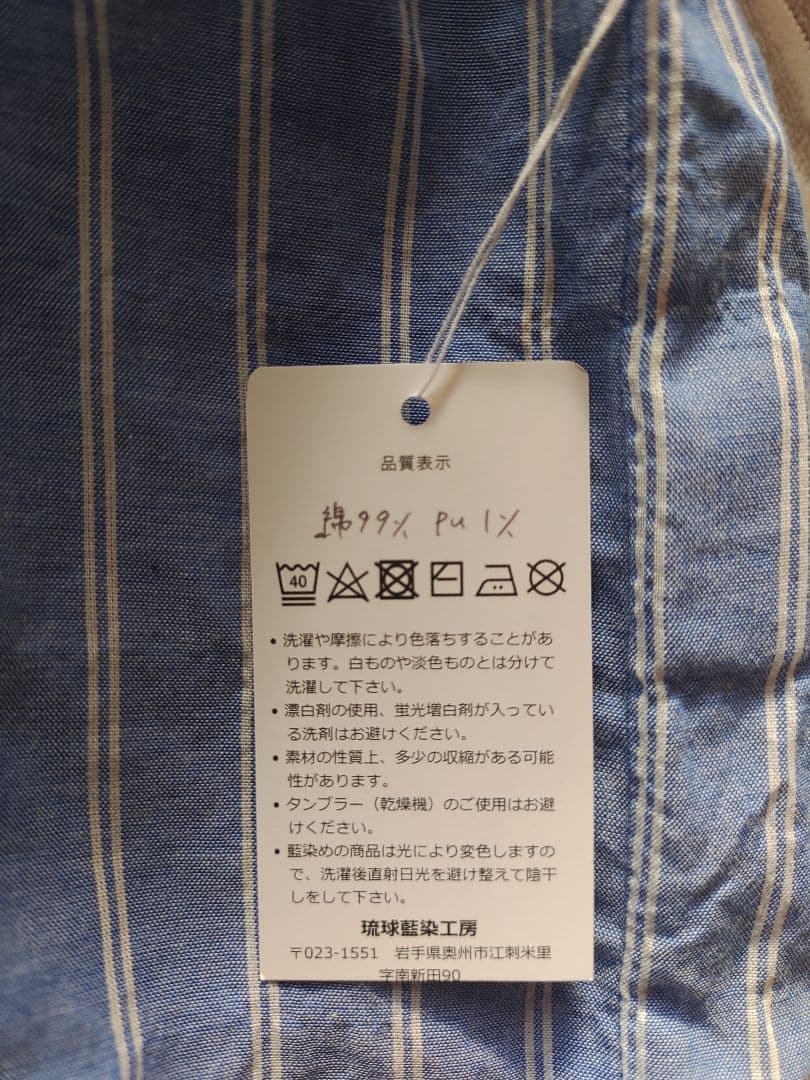 品質表示
綿99% PU 1%
40
• 洗濯や摩擦により色落ちすることがあ
ります。白ものや淡色ものとは分けて
洗濯して下さい。
• 漂白剤の使用、蛍光増白剤が入ってい
る洗剤はお避けください。
• 素材の性質上、多少の収縮がある可能
性があります。
• タンブラー（乾燥機）のご使用はお避
けください。
• 藍染めの商品は光により変色しますの
で、洗濯後直射日光を避け整えて陰干
しをして下さい。
琉球藍染工房
〒023-1551 岩手県奥州市江刺米里
字南新田90